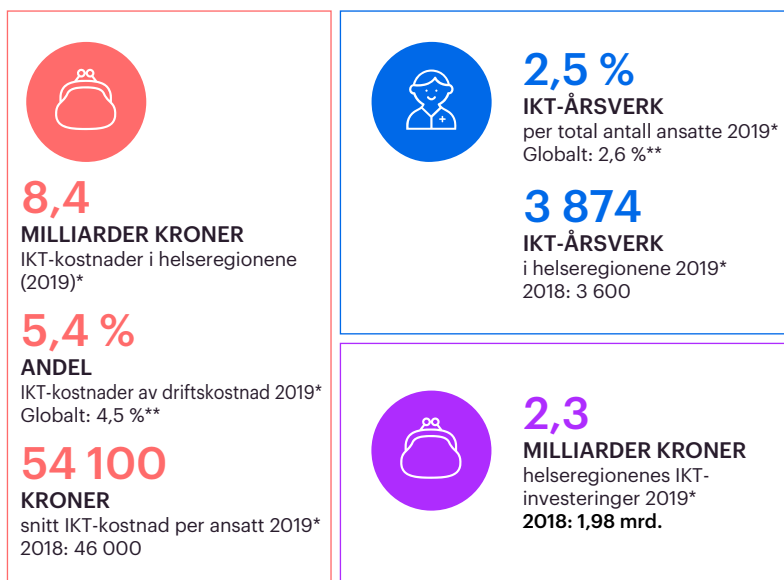 8,4
MILLIARDER KRONER
IKT-kostnader i helseregionene
(2019)*
5,4 %
ANDEL
IKT-kostnader av driftskostnad 2019*
Globalt: 4,5 %**
54 100
KRONER
snitt IKT-kostnad per ansatt 2019*
2018: 46 000
2,5 %
IKT-ÅRSVERK
per total antall ansatte 2019*
Globalt: 2,6 %**
3 874
IKT-ÅRSVERK
i helseregionene 2019*
2018: 3 600
2,3
MILLIARDER KRONER
helseregionenes IKT-
investeringer 2019*
2018: 1,98 mrd.